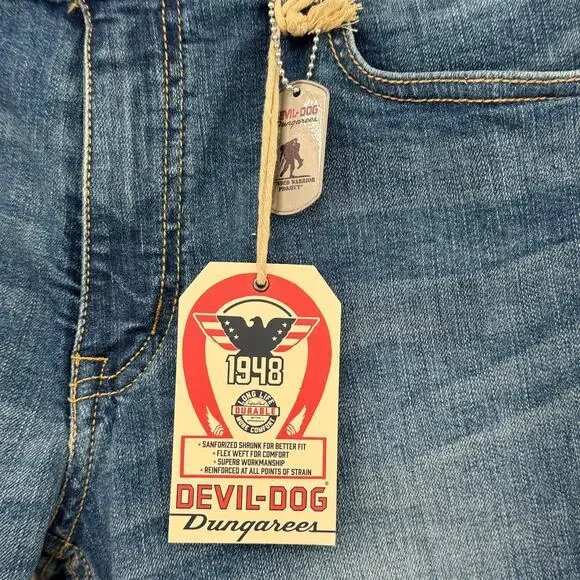 DEVIL-DOG
Dungarees
WOUNDED WARRIOR
PROJECT
1948
LONG LIFE
DURABLE
MORE COMFORT
+ SANFORIZED SHRUNK FOR BETTER FIT
+ FLEX WEFT FOR COMFORT
+ SUPERB WORKMANSHIP
+ REINFORCED AT ALL POINTS OF STRAIN
DEVIL-DOG®
Dungarees